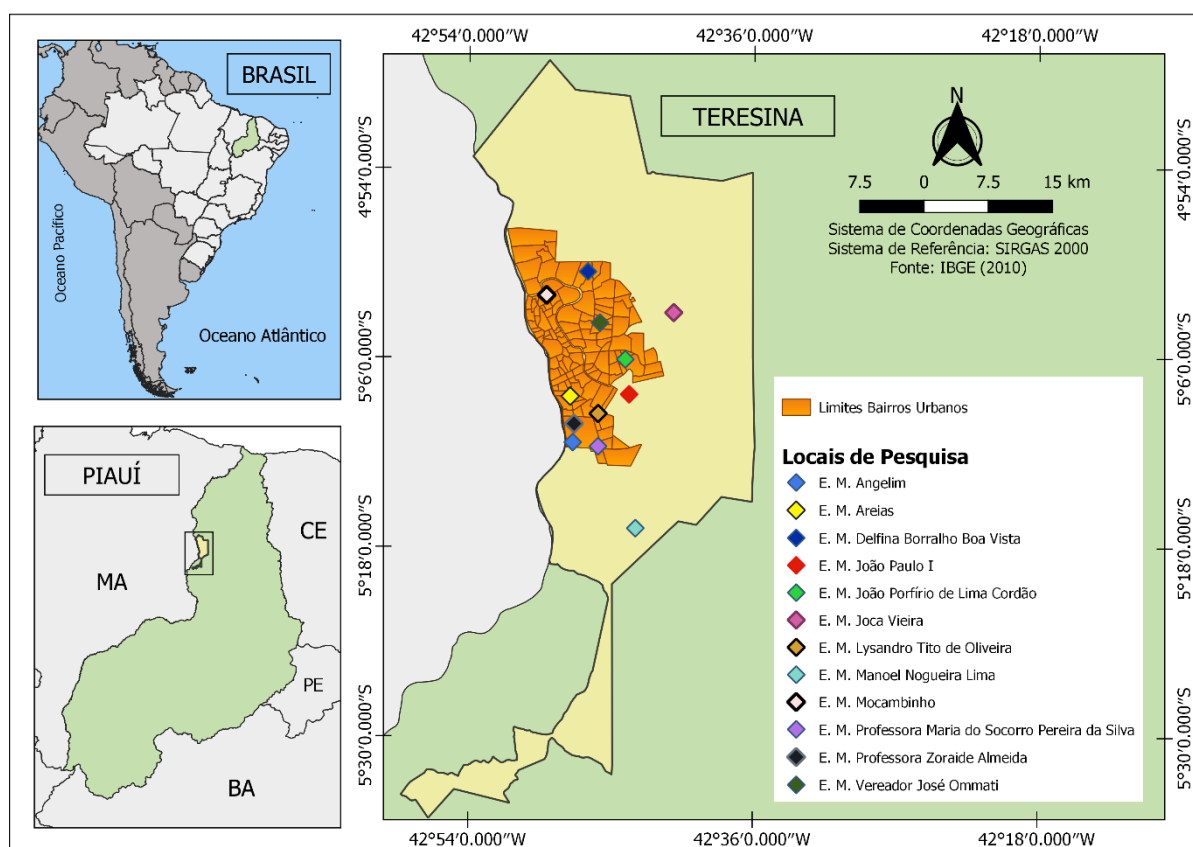 BRASIL
Oceano Pacífico
Oceano Atlântico
PIAUÍ
CE
MA
PE
BA
42°54′0.000″W
42°36′0.000″W
42°18′0.000″W
TERESINA
N
7.5 0 7.5 15 km
Sistema de Coordenadas Geográficas
Sistema de Referência: SIRGAS 2000
Fonte: IBGE (2010)
4°54′0.000″S
4°54′0.000″S
5°6′0.000″S
5°6′0.000″S
5°18′0.000″S
5°18′0.000″S
5°30′0.000″S
5°30′0.000″S
Limites Bairros Urbanos
Locais de Pesquisa
E. M. Angelim
E. M. Areias
E. M. Delfina Borralho Boa Vista
E. M. João Paulo I
E. M. João Porfírio de Lima Cordão
E. M. Joca Vieira
E. M. Lysandro Tito de Oliveira
E. M. Manoel Nogueira Lima
E. M. Mocambinho
E. M. Professora Maria do Socorro Pereira da Silva
E. M. Professora Zoraide Almeida
E. M. Vereador José Ommati
42°54′0.000″W
42°36′0.000″W
42°18′0.000″W